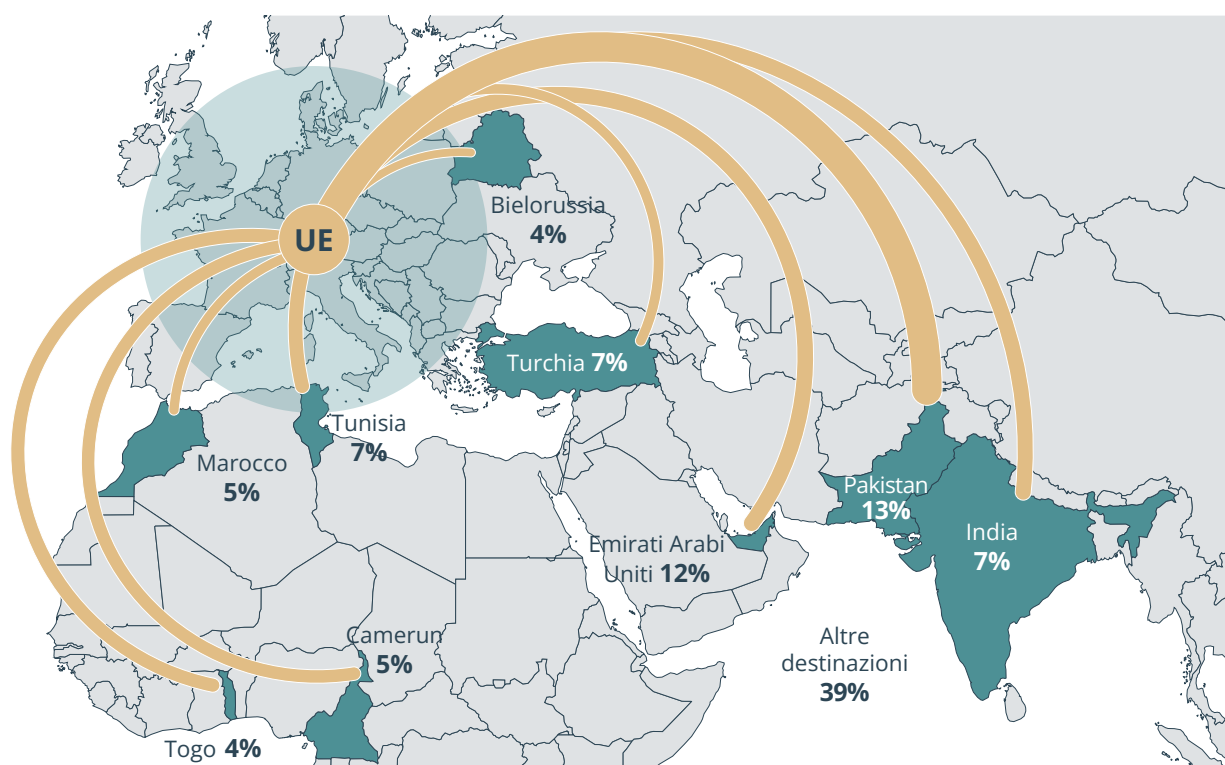 UE
Bielorussia
4%
Turchia 7%
Tunisia
7%
Marocco
5%
Pakistan
13%
India
7%
Emirati Arabi
Uniti 12%
Camerun
5%
Altre
destinazioni
39%
Togo 4%